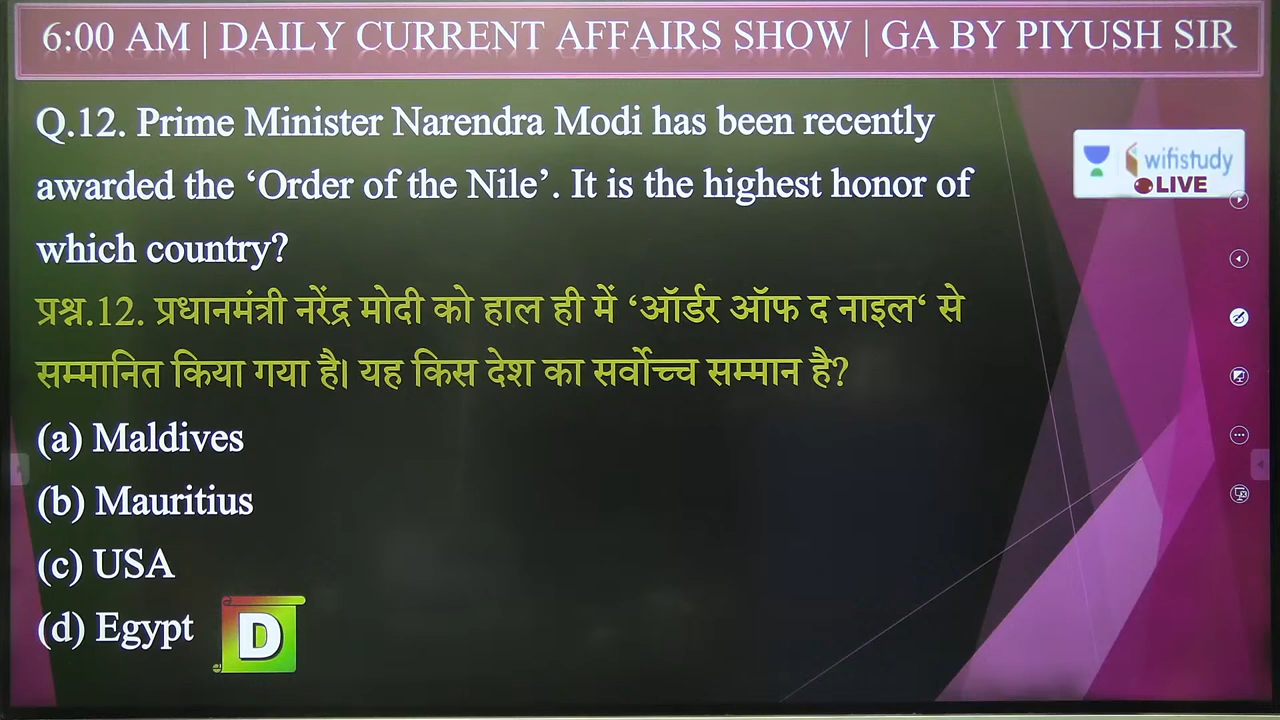 6:00 AM | DAILY CURRENT AFFAIRS SHOW | GA BY PIYUSH SIR
Q.12. Prime Minister Narendra Modi has been recently
awarded the ‘Order of the Nile’. It is the highest honor of
which country?
प्रश्न.12. प्रधानमंत्री नरेंद्र मोदी को हाल ही में ‘ऑर्डर ऑफ द नाइल‘ से
सम्मानित किया गया है। यह किस देश का सर्वोच्च सम्मान है?
(a) Maldives
(b) Mauritius
(c) USA
(d) Egypt
D
wifistudy
LIVE